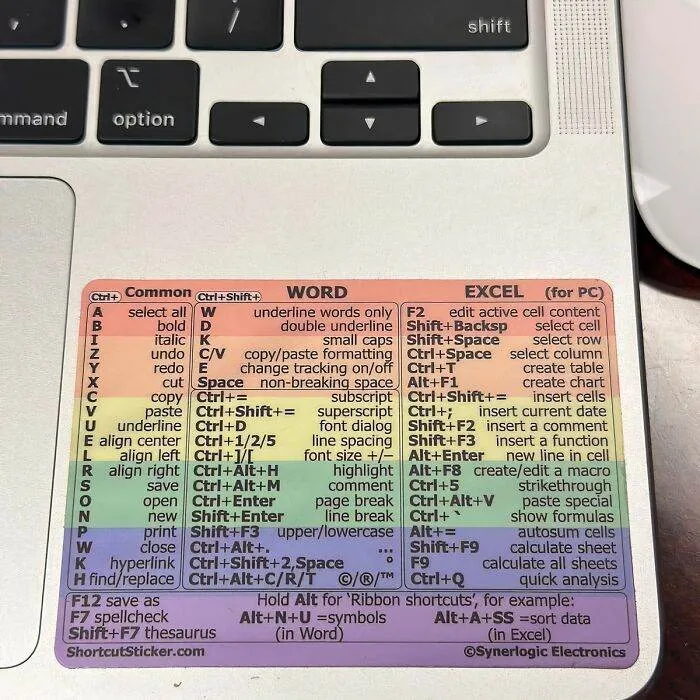 shift
mmand
option
Ctrl+ Common
A select all
B bold
I italic
Z undo
Y redo
X cut
C copy
V paste
U underline
E align center
L align left
R align right
S save
O open
N new
P print
W close
K hyperlink
H find/replace
Ctrl+Shift+ WORD
W underline words only
D double underline
K small caps
C/V copy/paste formatting
E change tracking on/off
Space non-breaking space
Ctrl+= subscript
Ctrl+Shift+= superscript
Ctrl+D font dialog
Ctrl+1/2/5 line spacing
Ctrl+]/[ font size +/−
Ctrl+Alt+H highlight
Ctrl+Alt+M comment
Ctrl+Enter page break
Shift+Enter line break
Shift+F3 upper/lowercase
Ctrl+Alt+. ...
Ctrl+Shift+2,Space °
Ctrl+Alt+C/R/T ©/®/™
EXCEL (for PC)
F2 edit active cell content
Shift+Backsp select cell
Shift+Space select row
Ctrl+Space select column
Ctrl+T create table
Alt+F1 create chart
Ctrl+Shift+= insert cells
Ctrl+; insert current date
Shift+F2 insert a comment
Shift+F3 insert a function
Alt+Enter new line in cell
Alt+F8 create/edit a macro
Ctrl+5 strikethrough
Ctrl+Alt+V paste special
Ctrl+` show formulas
Alt+= autosum cells
Shift+F9 calculate sheet
F9 calculate all sheets
Ctrl+Q quick analysis
F12 save as
F7 spellcheck
Shift+F7 thesaurus
Hold Alt for 'Ribbon shortcuts', for example:
Alt+N+U =symbols
(in Word)
Alt+A+SS =sort data
(in Excel)
ShortcutSticker.com
©Synerlogic Electronics